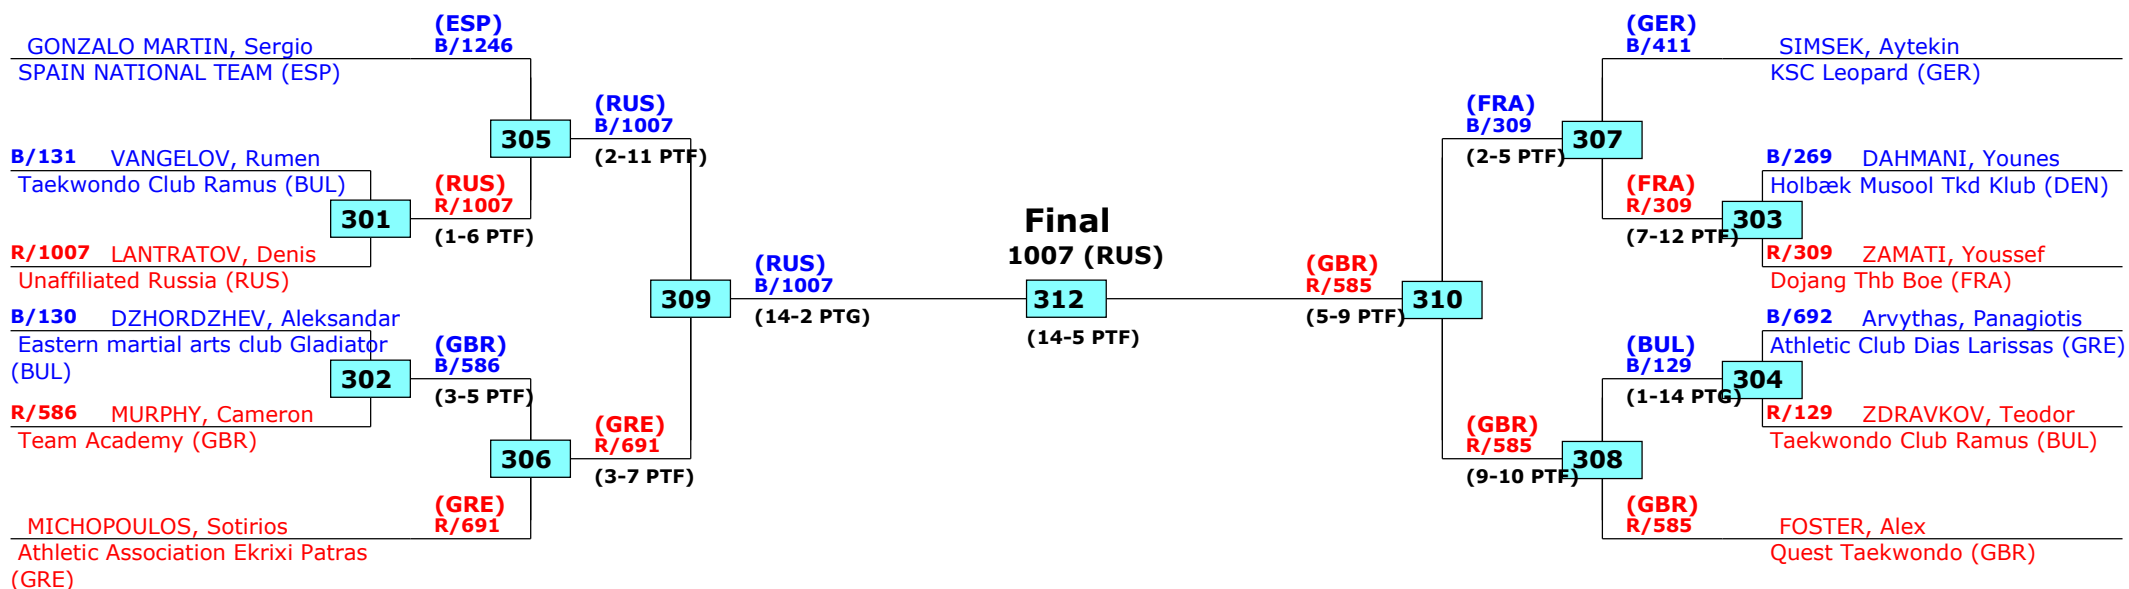 (ESP)
B/1246
GONZALO MARTIN, Sergio
SPAIN NATIONAL TEAM (ESP)
305
(RUS)
B/1007
(2-11 PTF)
B/131 VANGELOV, Rumen
Taekwondo Club Ramus (BUL)
301
(RUS)
R/1007
(1-6 PTF)
R/1007 LANTRATOV, Denis
Unaffiliated Russia (RUS)
309
(RUS)
B/1007
(14-2 PTG)
B/130 DZHORDZHEV, Aleksandar
Eastern martial arts club Gladiator
(BUL)
302
(GBR)
B/586
(3-5 PTF)
R/586 MURPHY, Cameron
Team Academy (GBR)
306
(GRE)
R/691
(3-7 PTF)
(GRE)
R/691
MICHOPOULOS, Sotirios
Athletic Association Ekrixi Patras
(GRE)
Final
1007 (RUS)
312
(14-5 PTF)
(GER)
B/411
SIMSEK, Aytekin
KSC Leopard (GER)
(FRA)
B/309
307
(2-5 PTF)
B/269 DAHMANI, Younes
Holbæk Musool Tkd Klub (DEN)
(FRA)
R/309
303
(7-12 PTF)
R/309 ZAMATI, Youssef
Dojang Thb Boe (FRA)
(GBR)
R/585
310
(5-9 PTF)
B/692 Arvythas, Panagiotis
Athletic Club Dias Larissas (GRE)
(BUL)
B/129
304
(1-14 PTG)
R/129 ZDRAVKOV, Teodor
Taekwondo Club Ramus (BUL)
(GBR)
R/585
308
(9-10 PTF)
(GBR)
R/585
FOSTER, Alex
Quest Taekwondo (GBR)